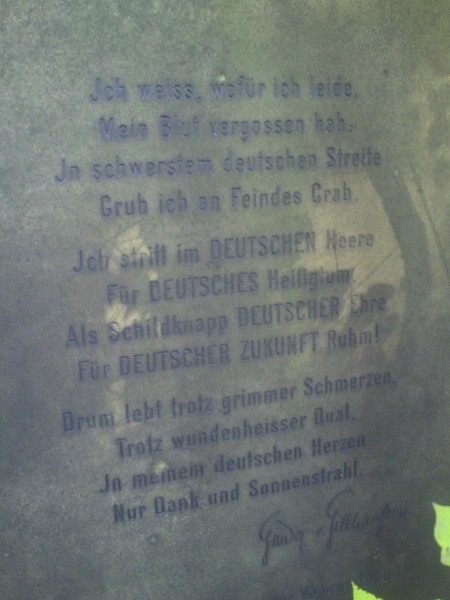 Jch weiss, wofür ich leide,
Mein Blut vergossen hab:
Jn schwerstem deutschen Streite
Grub ich an Feindes Grab.
Jch stritt im DEUTSCHEN Heere
Für DEUTSCHES Heiligtum,
Als Schildknapp DEUTSCHER Ehre
Für DEUTSCHER ZUKUNFT Ruhm!
Drum lebt trotz grimmer Schmerzen,
Trotz wundenheisser Qual,
Jn meinem deutschen Herzen
Nur Dank und Sonnenstrahl.
v. Gillhaussen